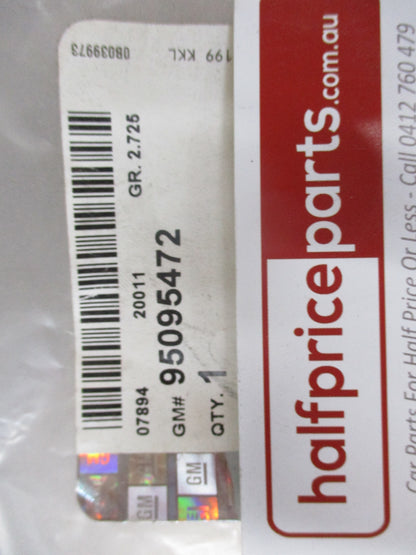 07894 20011 GR. 2.725
GM# 95095472
QTY. 1
GM
GM
08039973
199 KKL
halfpriceparts.com.au
Car Parts For Half Price Or Less - Call 0412 760 479